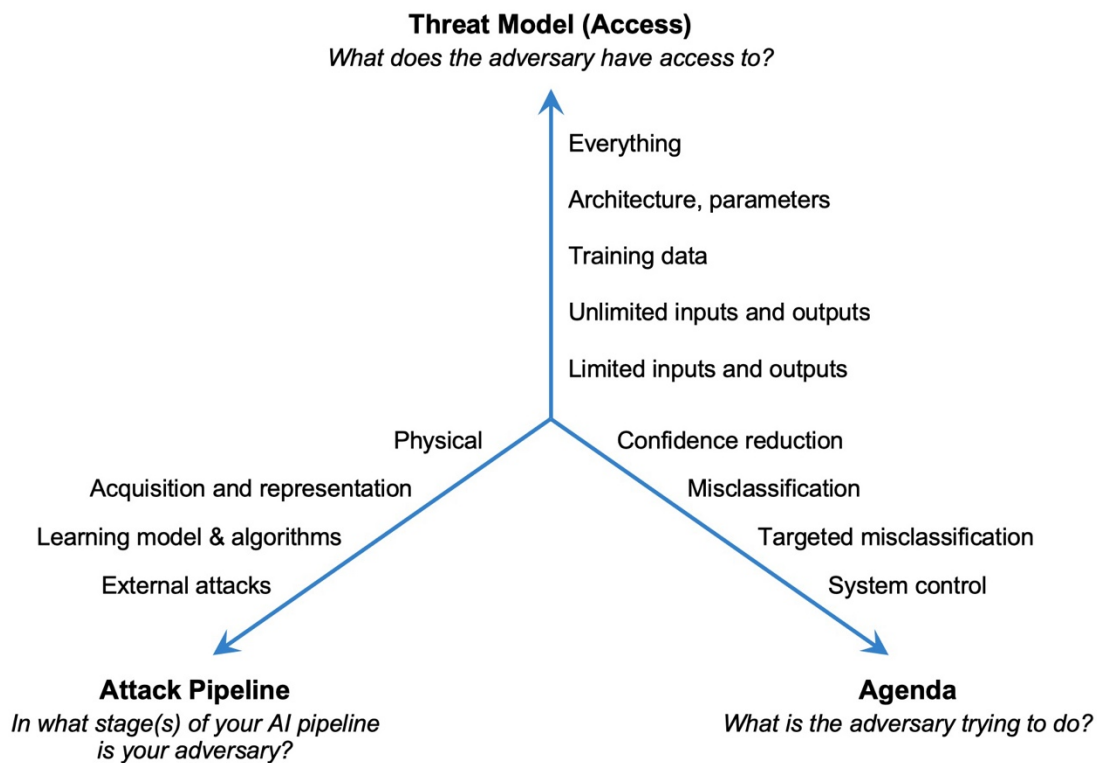 Threat Model (Access)
What does the adversary have access to?
Everything
Architecture, parameters
Training data
Unlimited inputs and outputs
Limited inputs and outputs
Physical
Acquisition and representation
Learning model & algorithms
External attacks
Attack Pipeline
In what stage(s) of your AI pipeline
is your adversary?
Confidence reduction
Misclassification
Targeted misclassification
System control
Agenda
What is the adversary trying to do?